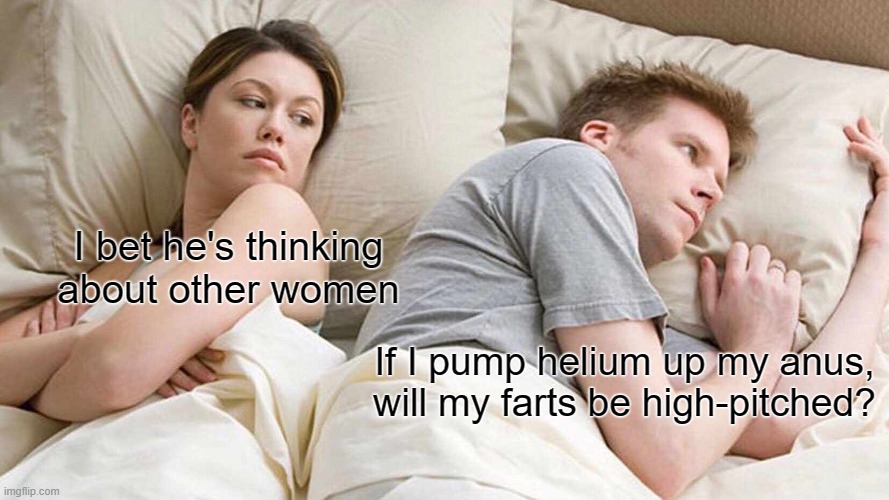 I bet he's thinking
about other women
If I pump helium up my anus,
will my farts be high-pitched?
imgflip.com